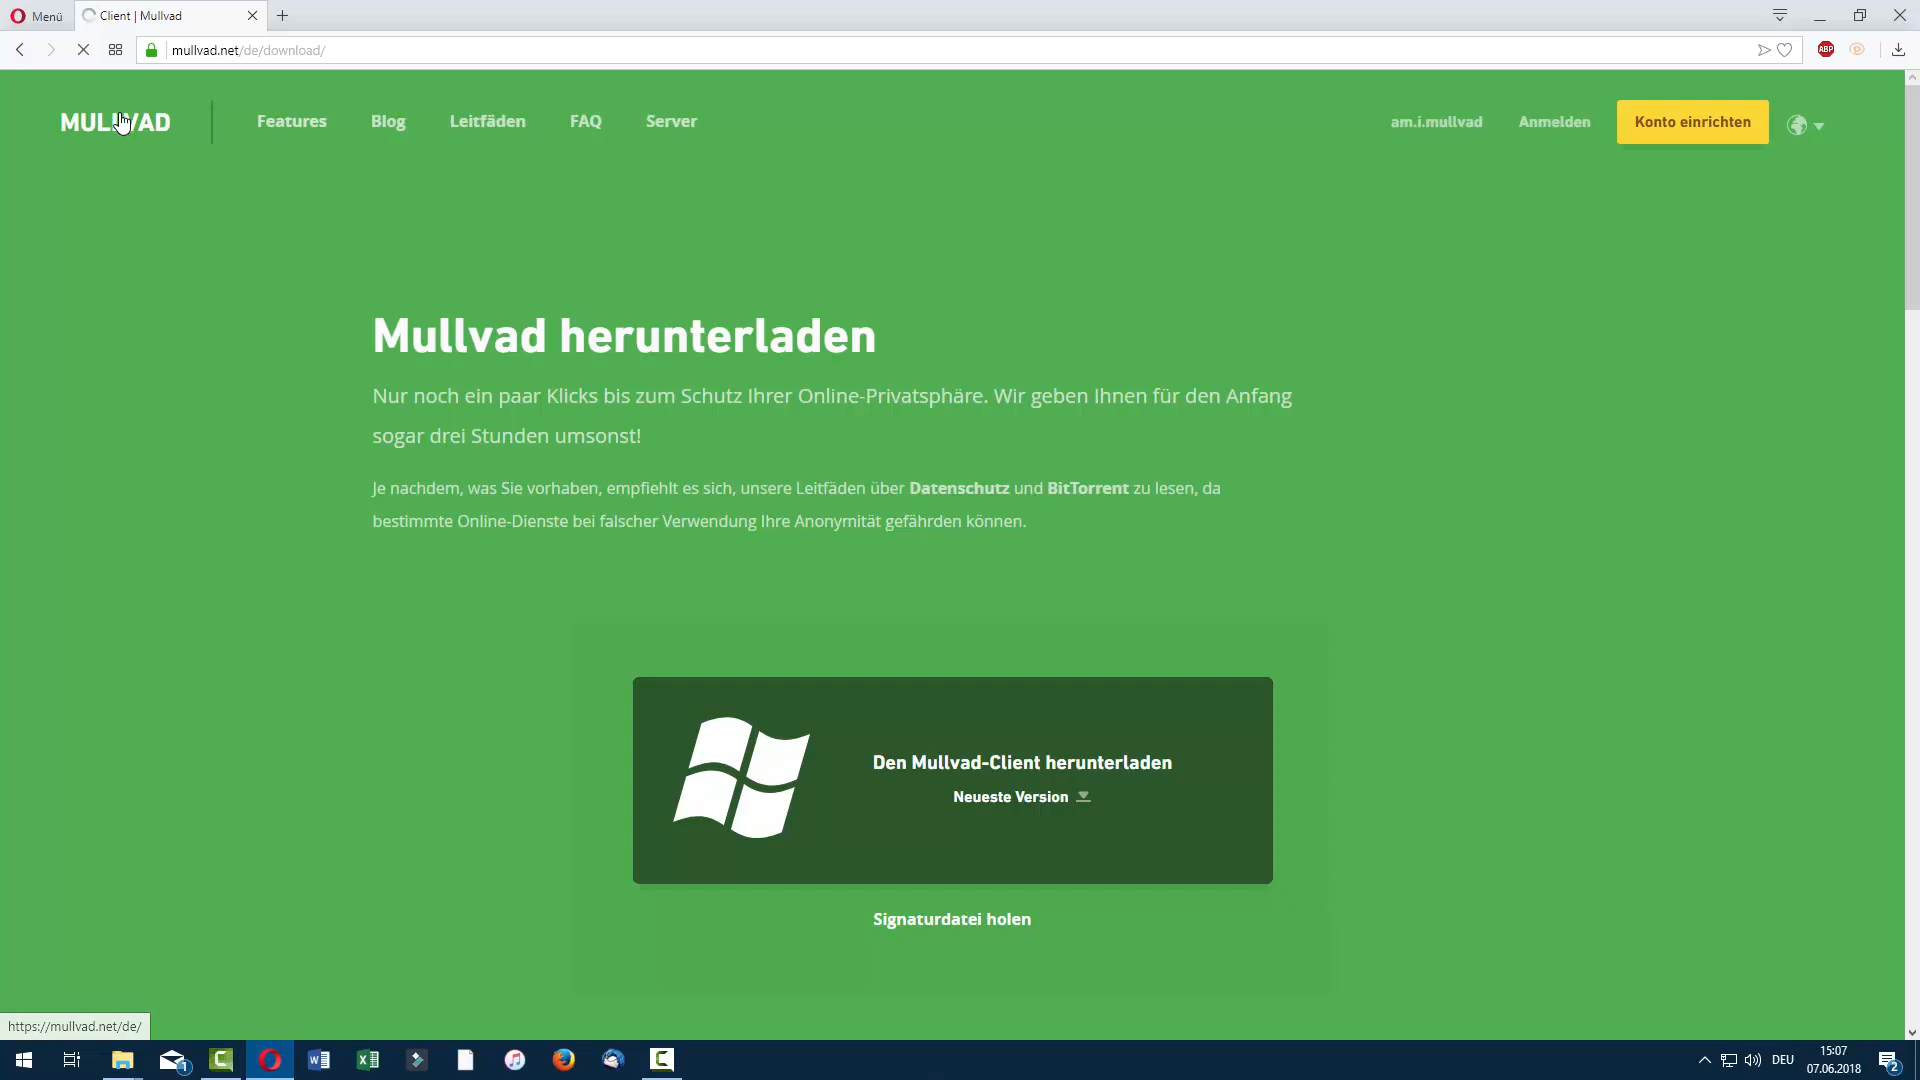 Menü
Client | Mullvad
mullvad.net/de/download/
ABP
MULLVAD
Features
Blog
Leitfäden
FAQ
Server
am.i.mullvad
Anmelden
Konto einrichten
Mullvad herunterladen
Nur noch ein paar Klicks bis zum Schutz Ihrer Online-Privatsphäre. Wir geben Ihnen für den Anfang
sogar drei Stunden umsonst!
Je nachdem, was Sie vorhaben, empfiehlt es sich, unsere Leitfäden über Datenschutz und BitTorrent zu lesen, da
bestimmte Online-Dienste bei falscher Verwendung Ihre Anonymität gefährden können.
Den Mullvad-Client herunterladen
Neueste Version
Signaturdatei holen
https://mullvad.net/de/
1
DEU
15:07
07.06.2018
2